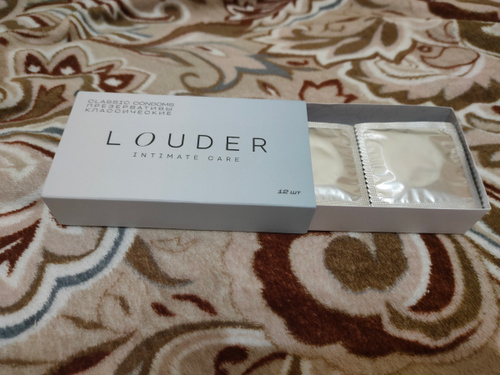 CLASSIC CONDOMS
ПРЕЗЕРВАТИВЫ
КЛАССИЧЕСКИЕ
LOUDER
INTIMATE CARE
12 ШТ